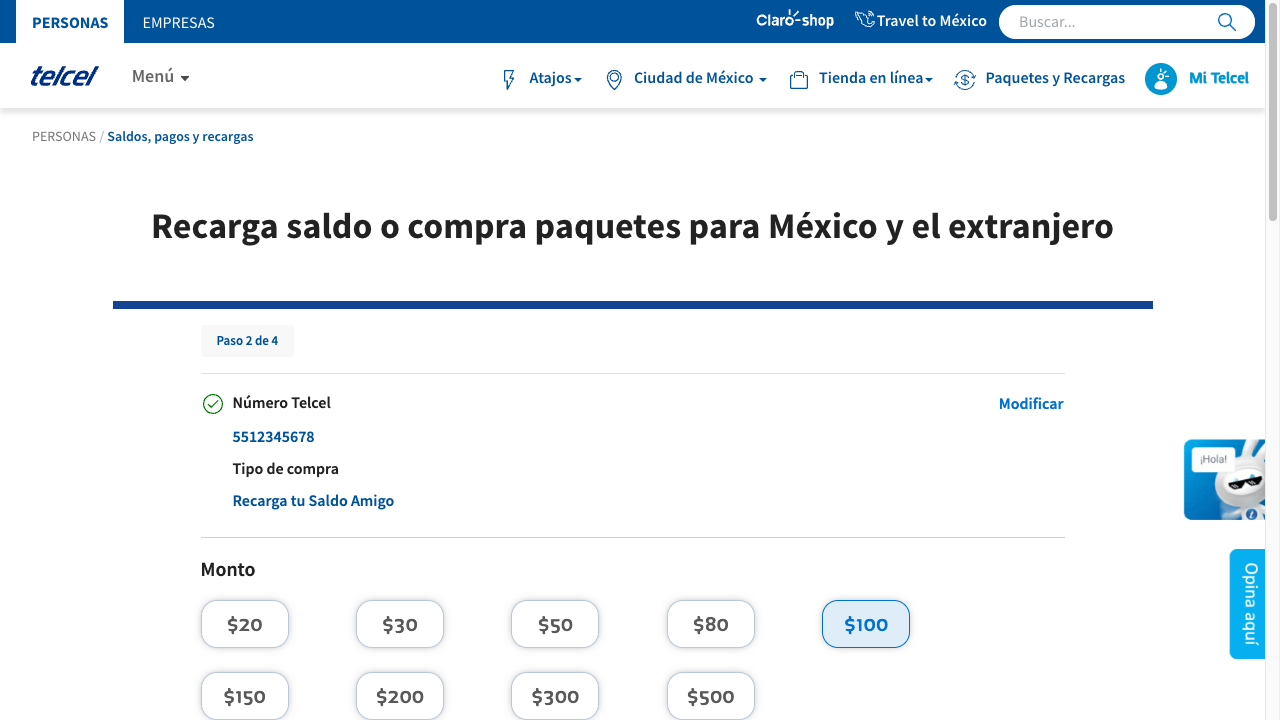 PERSONAS
EMPRESAS
Claro-shop
Travel to México
Buscar...
telcel
Menú
Atajos
Ciudad de México
Tienda en línea
Paquetes y Recargas
Mi Telcel
PERSONAS / Saldos, pagos y recargas
Recarga saldo o compra paquetes para México y el extranjero
Paso 2 de 4
Número Telcel
Modificar
5512345678
Tipo de compra
Recarga tu Saldo Amigo
¡Hola!
Opina aquí
Monto
$20
$30
$50
$80
$100
$150
$200
$300
$500